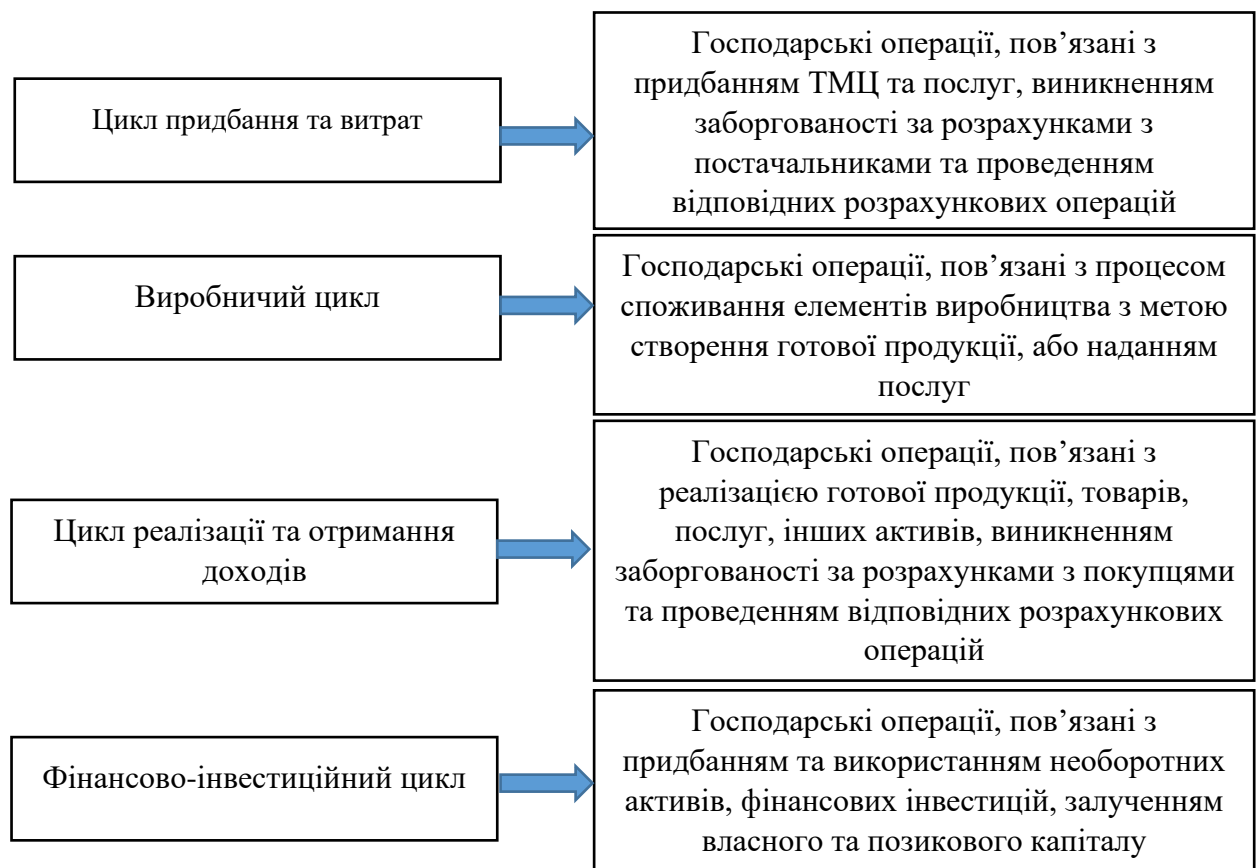 Цикл придбання та витрат
Господарські операції, пов’язані з
придбанням ТМЦ та послуг, виникненням
заборгованості за розрахунками з
постачальниками та проведенням
відповідних розрахункових операцій
Виробничий цикл
Господарські операції, пов’язані з процесом
споживання елементів виробництва з метою
створення готової продукції, або наданням
послуг
Цикл реалізації та отримання
доходів
Господарські операції, пов’язані з
реалізацією готової продукції, товарів,
послуг, інших активів, виникненням
заборгованості за розрахунками з покупцями
та проведенням відповідних розрахункових
операцій
Фінансово-інвестиційний цикл
Господарські операції, пов’язані з
придбанням та використанням необоротних
активів, фінансових інвестицій, залученням
власного та позикового капіталу